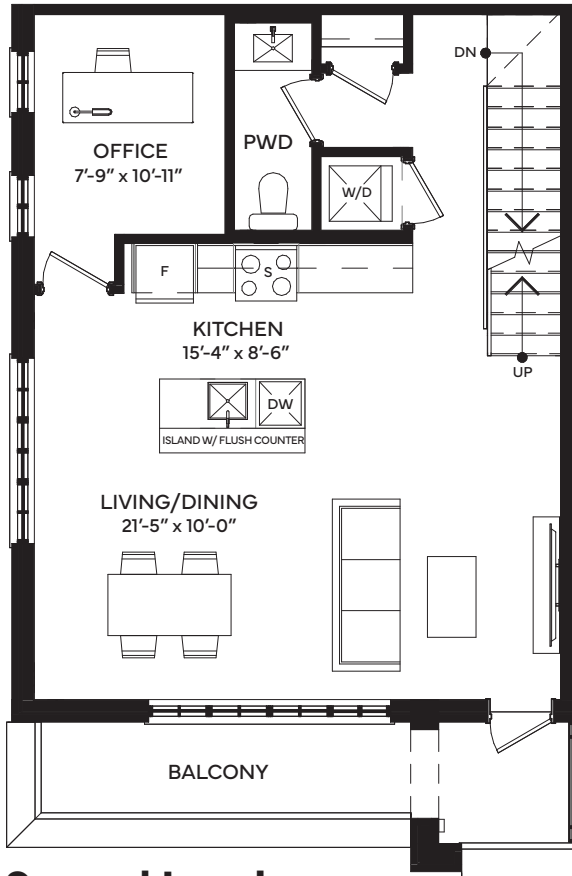 DN
OFFICE
7'-9" x 10'-11"
PWD
W/D
F
S
KITCHEN
15'-4" x 8'-6"
UP
DW
ISLAND W/ FLUSH COUNTER
LIVING/DINING
21'-5" x 10'-0"
BALCONY